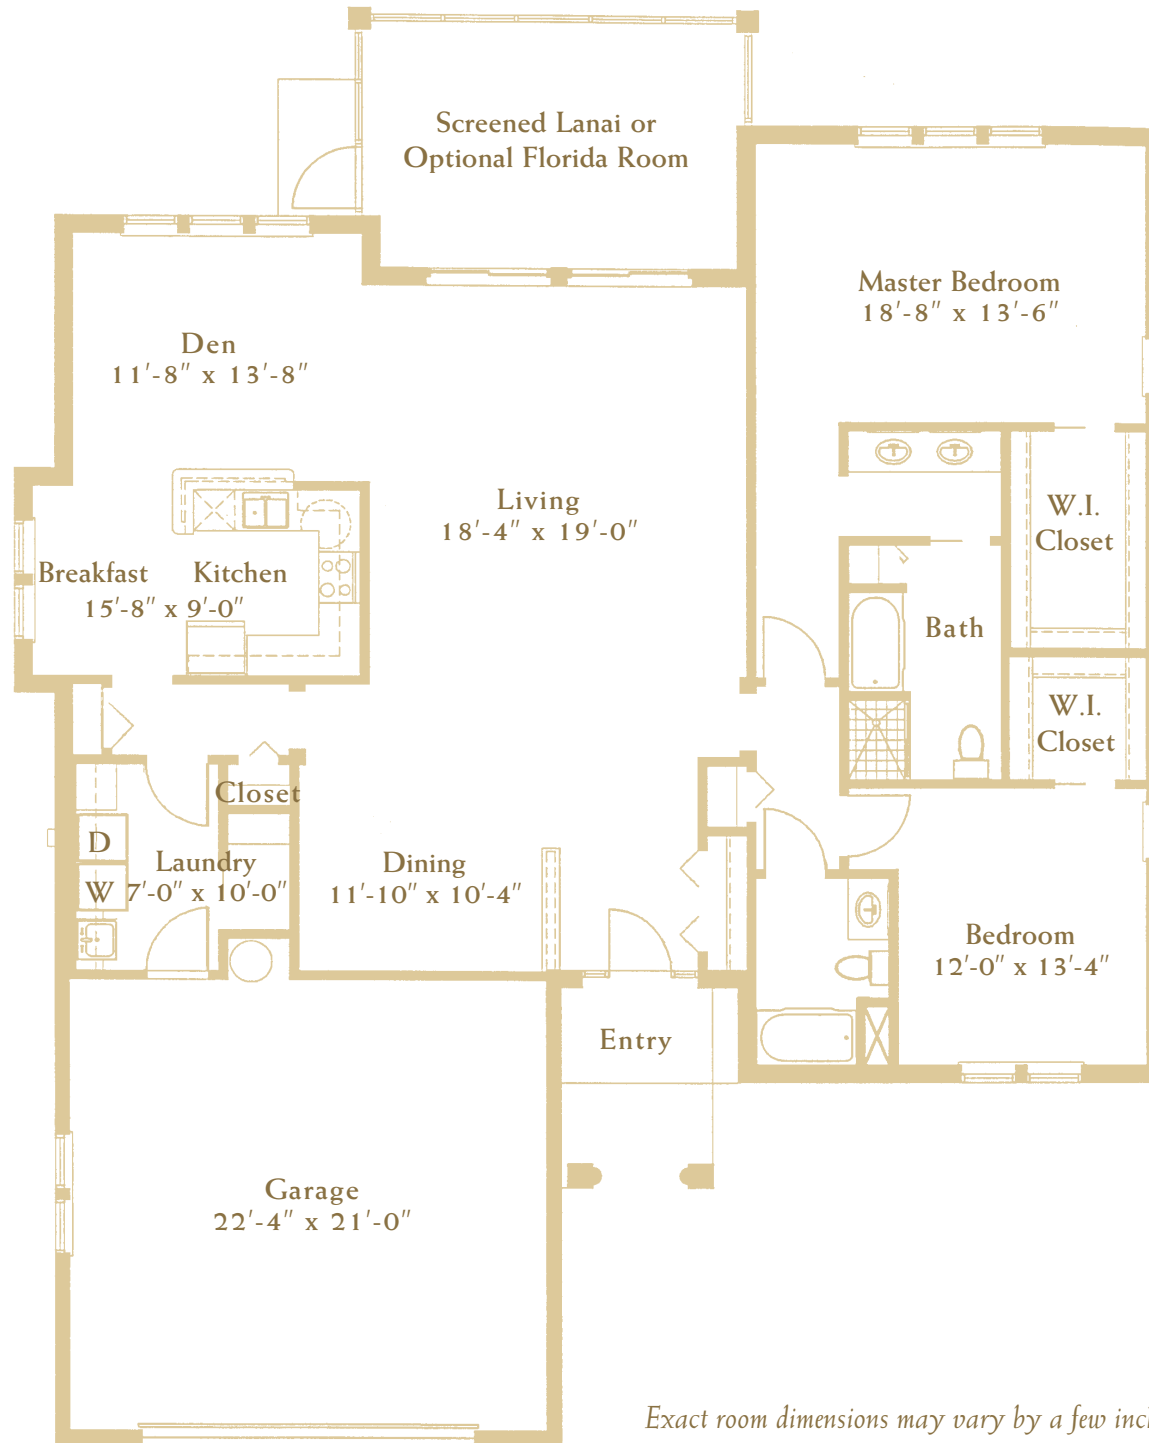 Screened Lanai or
Optional Florida Room
Master Bedroom
18'-8" x 13'-6"
Den
11'-8" x 13'-8"
Living
18'-4" x 19'-0"
W.I.
Closet
Breakfast Kitchen
15'-8" x 9'-0"
Bath
W.I.
Closet
Closet
D
Laundry
W 7'-0" x 10'-0"
Dining
11'-10" x 10'-4"
Bedroom
12'-0" x 13'-4"
Entry
Garage
22'-4" x 21'-0"
Exact room dimensions may vary by a few